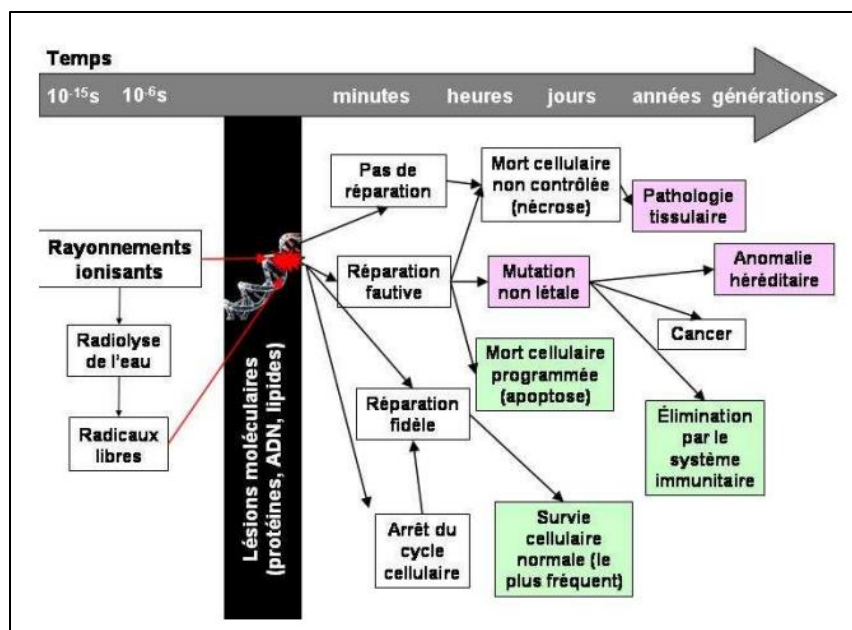 Temps
10⁻¹⁵s 10⁻⁶s minutes heures jours années générations
Pas de
réparation
Mort cellulaire
non contrôlée
(nécrose)
Pathologie
tissulaire
Rayonnements
ionisants
Réparation
fautive
Mutation
non létale
Anomalie
héréditaire
Radiolyse
de l'eau
Cancer
Mort cellulaire
programmée
(apoptose)
Radicaux
libres
Réparation
fidèle
Élimination
par le
système
immunitaire
Arrêt du
cycle
cellulaire
Survie
cellulaire
normale (le
plus fréquent)
Lésions moléculaires
(protéines, ADN, lipides)